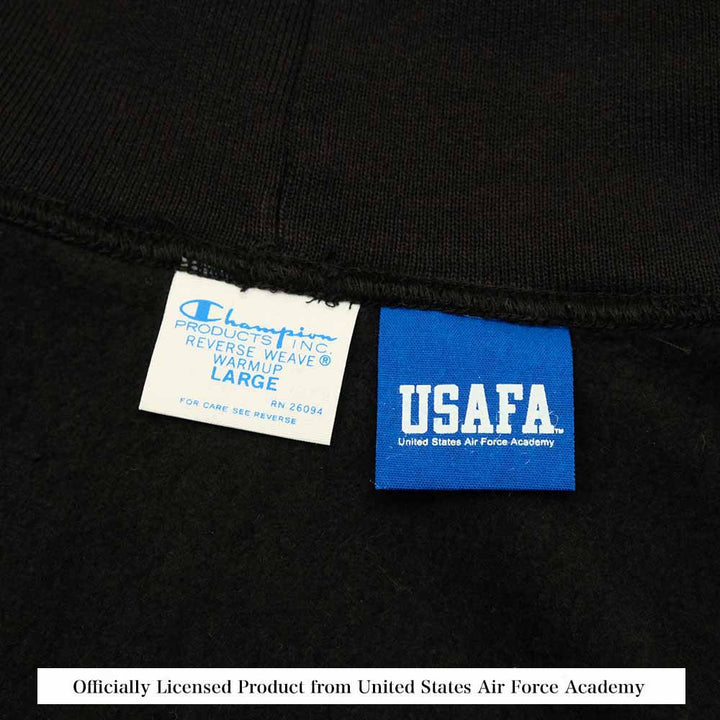 Champion
PRODUCTS INC.
REVERSE WEAVE®
WARMUP
LARGE
RN 26094
FOR CARE SEE REVERSE
USAFA™
United States Air Force Academy
Officially Licensed Product from United States Air Force Academy